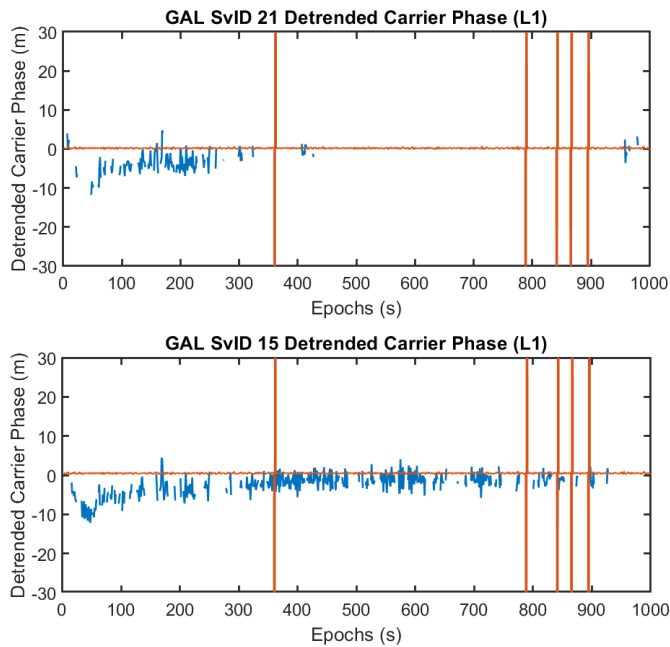 GAL SvID 21 Detrended Carrier Phase (L1)
Detrended Carrier Phase (m)
30
20
10
0
-10
-20
-30
0 100 200 300 400 500 600 700 800 900 1000
Epochs (s)
GAL SvID 15 Detrended Carrier Phase (L1)
Detrended Carrier Phase (m)
30
20
10
0
-10
-20
-30
0 100 200 300 400 500 600 700 800 900 1000
Epochs (s)